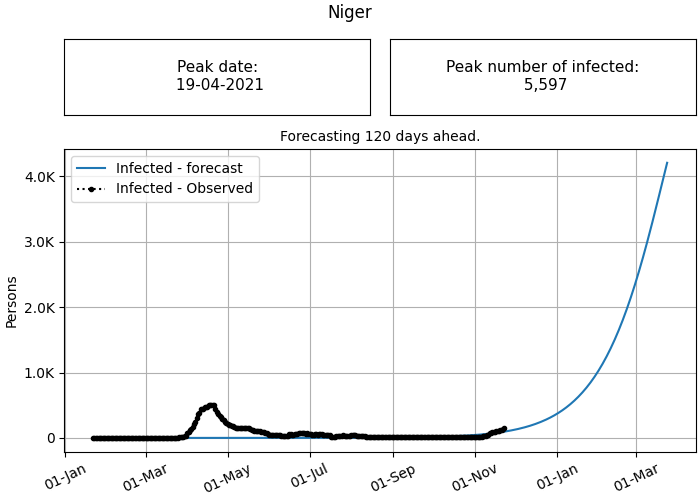 Niger
Peak date:
19-04-2021
Peak number of infected:
5,597
Forecasting 120 days ahead.
Infected - forecast
Infected - Observed
Persons
4.0K
3.0K
2.0K
1.0K
0
01-Jan
01-Mar
01-May
01-Jul
01-Sep
01-Nov
01-Jan
01-Mar